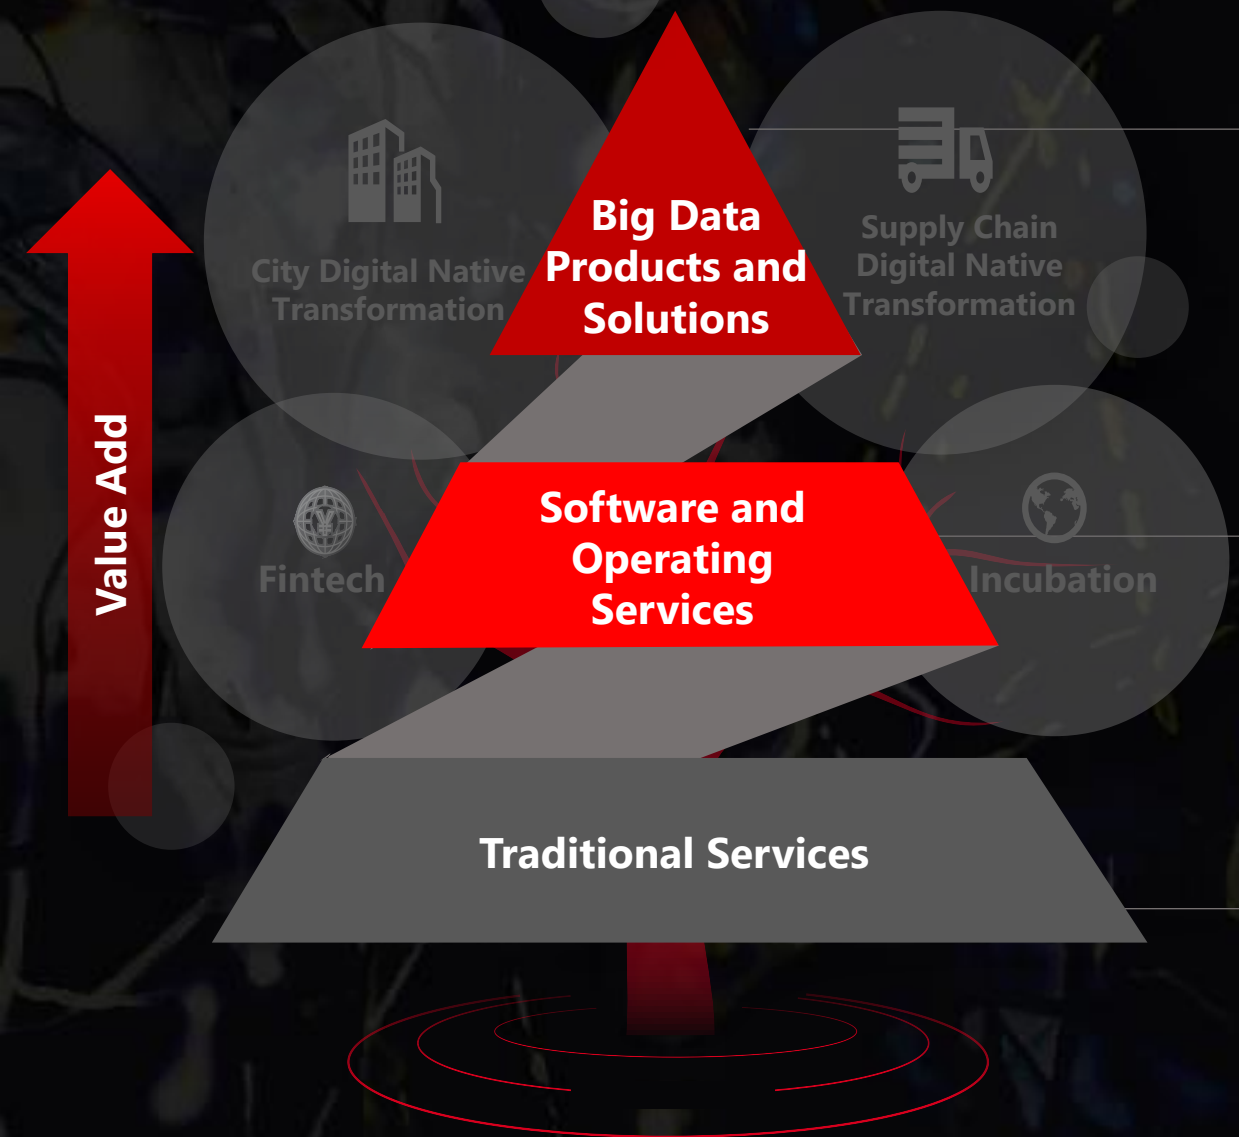 Big Data
Products and
Solutions
City Digital Native
Transformation
Supply Chain
Digital Native
Transformation
Value Add
Software and
Operating
Services
Fintech
Incubation
Traditional Services